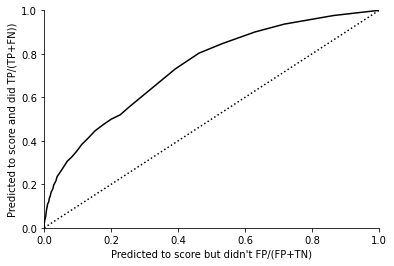 1.0
0.8
0.6
0.4
0.2
0.0
Predicted to score and did TP/(TP+FN))
0.0 0.2 0.4 0.6 0.8 1.0
Predicted to score but didn't FP/(FP+TN)